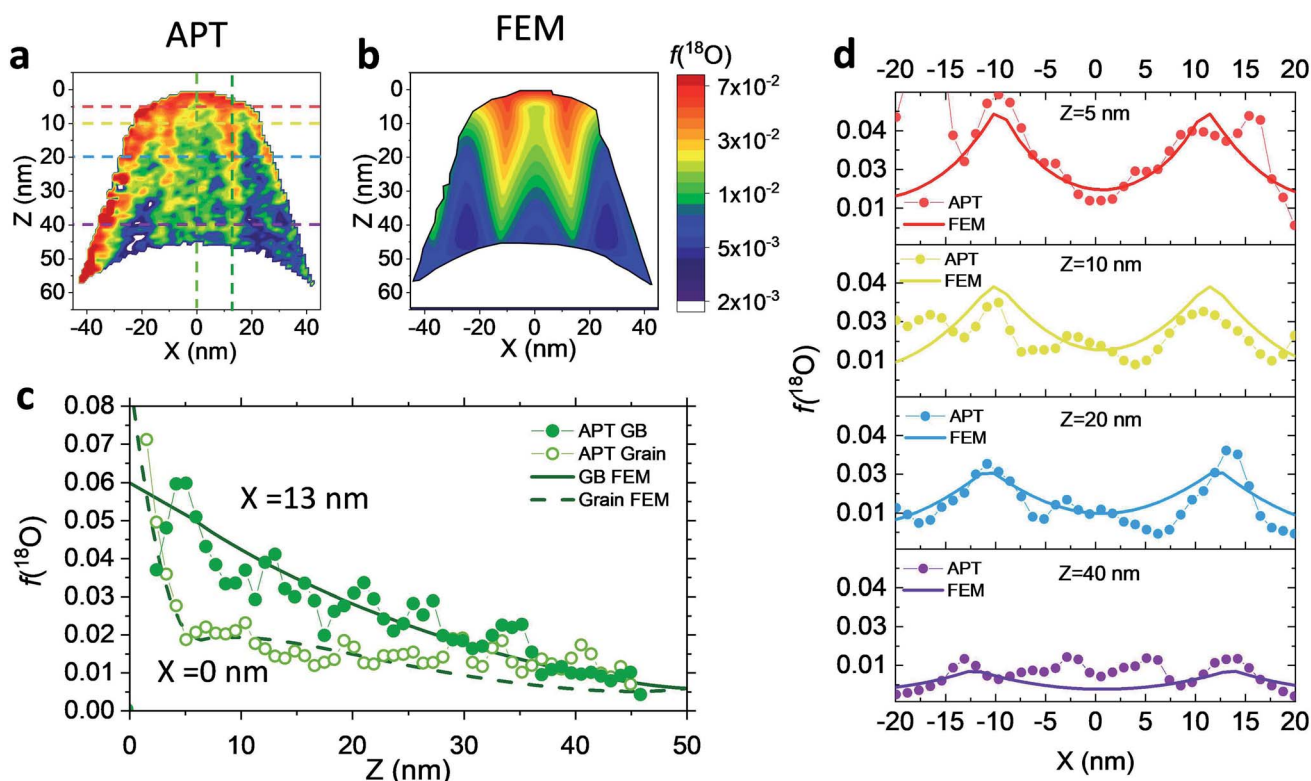 APT
FEM
a
b
f(¹⁸O)
d
0
10
20
30
40
50
60
Z (nm)
-40 -20 0 20 40
X (nm)
0
10
20
30
40
50
60
Z (nm)
-40 -20 0 20 40
X (nm)
7x10⁻²
3x10⁻²
1x10⁻²
5x10⁻³
2x10⁻³
c
0.08
0.07
0.06
0.05
0.04
0.03
0.02
0.01
0.00
f(¹⁸O)
APT GB
APT Grain
GB FEM
Grain FEM
X =13 nm
X =0 nm
0 10 20 30 40 50
Z (nm)
-20 -15 -10 -5 0 5 10 15 20
Z=5 nm
0.04
0.03
0.01
APT
FEM
Z=10 nm
APT
FEM
0.04
0.03
0.01
f(¹⁸O)
Z=20 nm
APT
FEM
0.04
0.03
0.01
Z=40 nm
APT
FEM
0.04
0.03
0.01
-20 -15 -10 -5 0 5 10 15 20
X (nm)